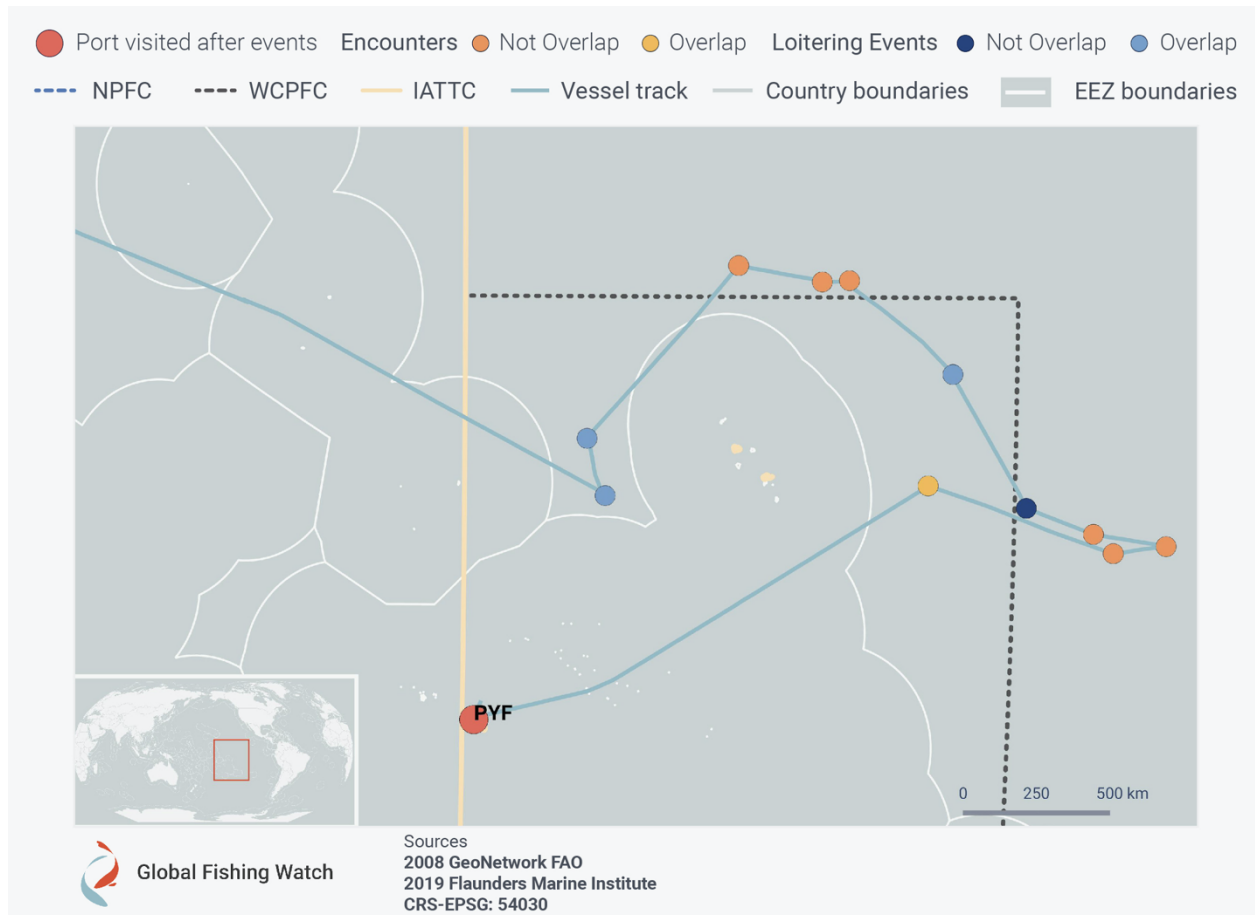 Port visited after events Encounters Not Overlap Overlap Loitering Events Not Overlap Overlap
NPFC WCPFC IATTC Vessel track Country boundaries EEZ boundaries
PYF
0 250 500 km
Global Fishing Watch
Sources
2008 GeoNetwork FAO
2019 Flaunders Marine Institute
CRS-EPSG: 54030